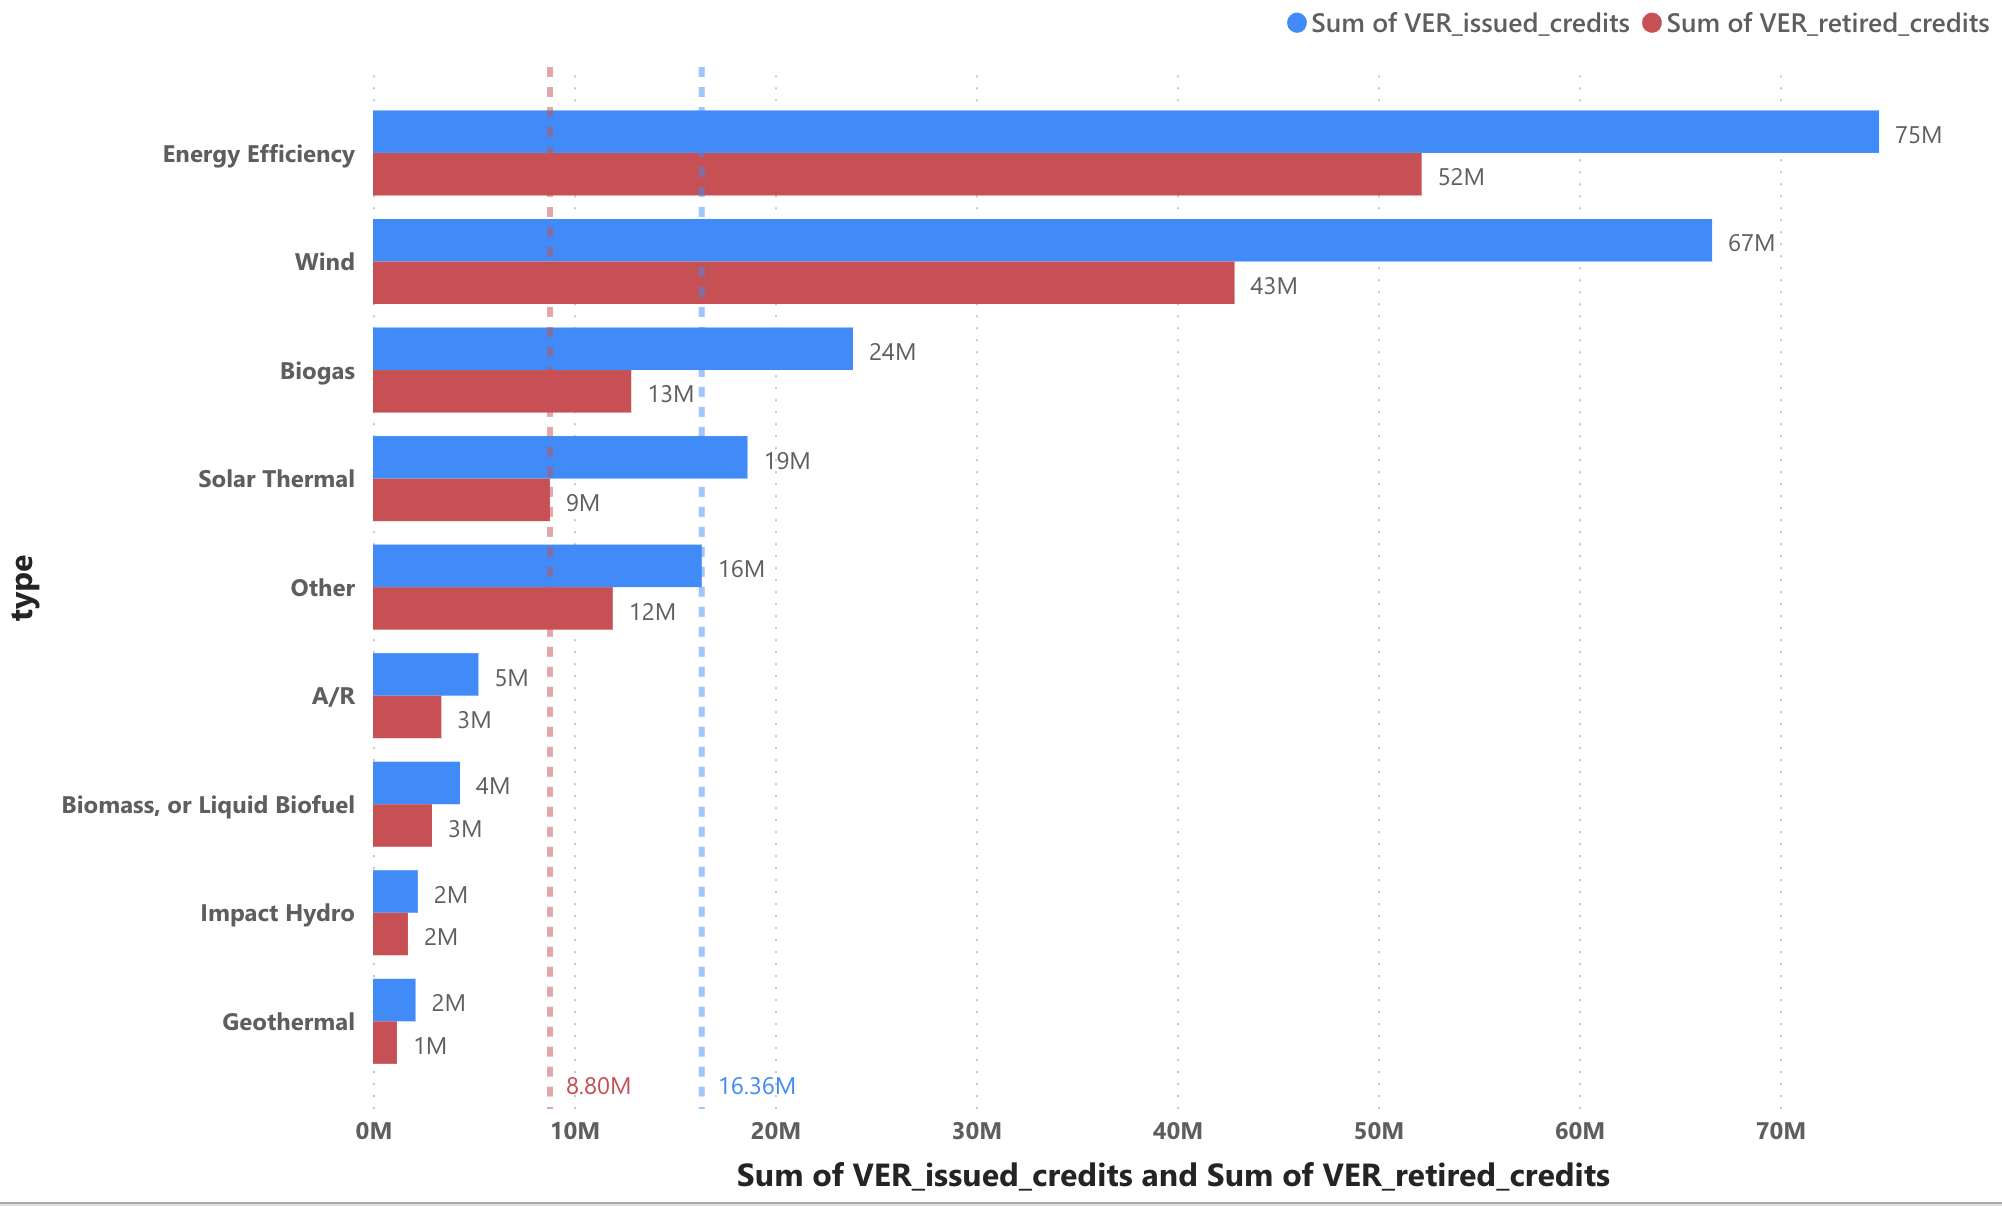 Sum of VER_issued_credits Sum of VER_retired_credits
Energy Efficiency
75M
52M
Wind
67M
43M
Biogas
24M
13M
Solar Thermal
19M
9M
Other
16M
12M
A/R
5M
3M
Biomass, or Liquid Biofuel
4M
3M
Impact Hydro
2M
2M
Geothermal
2M
1M
8.80M 16.36M
0M 10M 20M 30M 40M 50M 60M 70M
Sum of VER_issued_credits and Sum of VER_retired_credits
type